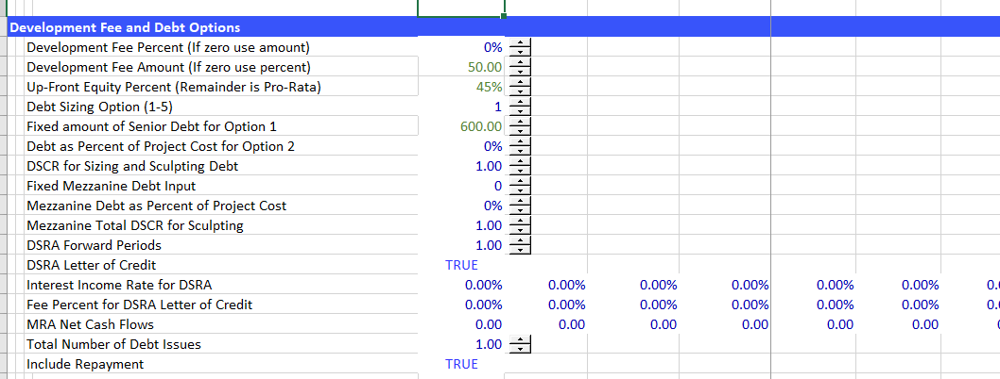 Development Fee and Debt Options
Development Fee Percent (If zero use amount) 0%
Development Fee Amount (If zero use percent) 50.00
Up-Front Equity Percent (Remainder is Pro-Rata) 45%
Debt Sizing Option (1-5) 1
Fixed amount of Senior Debt for Option 1 600.00
Debt as Percent of Project Cost for Option 2 0%
DSCR for Sizing and Sculpting Debt 1.00
Fixed Mezzanine Debt Input 0
Mezzanine Debt as Percent of Project Cost 0%
Mezzanine Total DSCR for Sculpting 1.00
DSRA Forward Periods 1.00
DSRA Letter of Credit TRUE
Interest Income Rate for DSRA 0.00% 0.00% 0.00% 0.00% 0.00% 0.00%
Fee Percent for DSRA Letter of Credit 0.00% 0.00% 0.00% 0.00% 0.00% 0.00%
MRA Net Cash Flows 0.00 0.00 0.00 0.00 0.00 0.00
Total Number of Debt Issues 1.00
Include Repayment TRUE